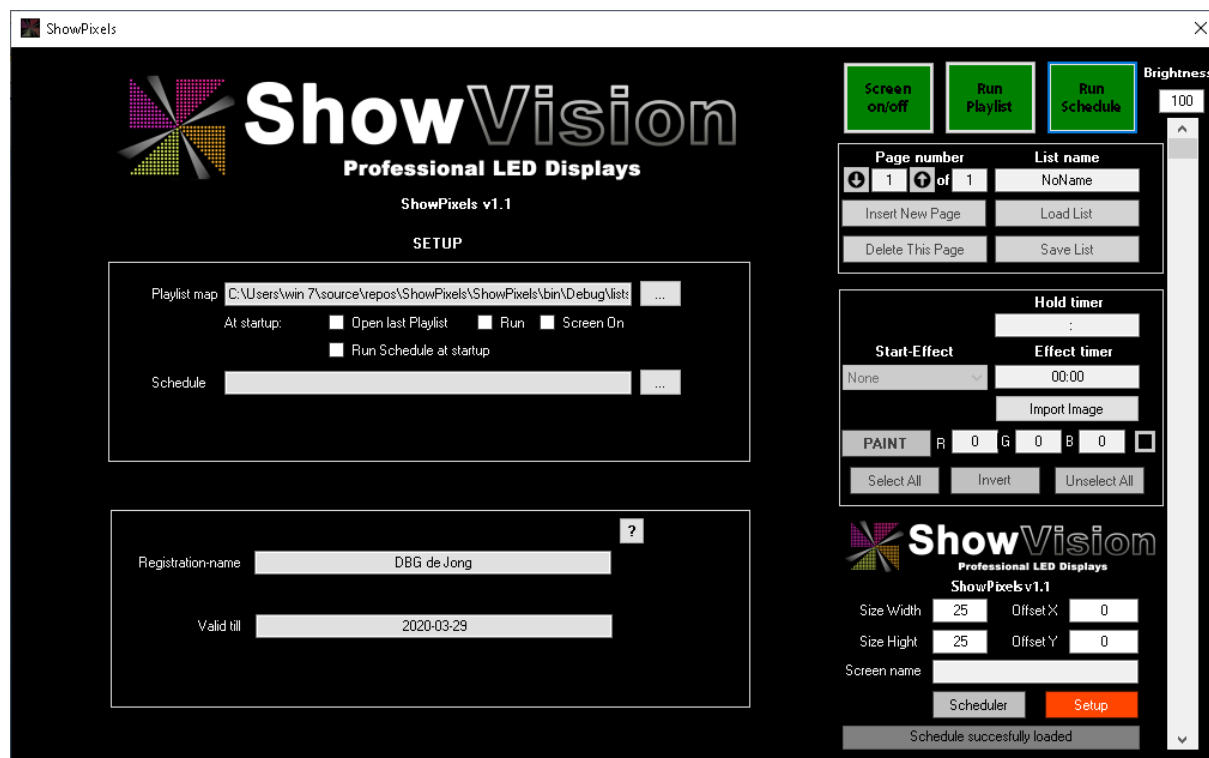 ShowPixels
ShowVision
Professional LED Displays
ShowPixels v1.1
SETUP
Playlist map C:\Users\win 7\source\repos\ShowPixels\ShowPixels\bin\Debug\lists ...
At startup: Open last Playlist Run Screen On
Run Schedule at startup
Schedule ...
?
Registration-name DBG de Jong
Valid till 2020-03-29
Screen on/off
Run Playlist
Run Schedule
Brightness
100
Page number List name
1 of 1 NoName
Insert New Page Load List
Delete This Page Save List
Hold timer
:
Start-Effect Effect timer
None 00:00
Import Image
PAINT R 0 G 0 B 0
Select All Invert Unselect All
ShowVision
Professional LED Displays
ShowPixels v1.1
Size Width 25 Offset X 0
Size Hight 25 Offset Y 0
Screen name
Scheduler Setup
Schedule succesfully loaded